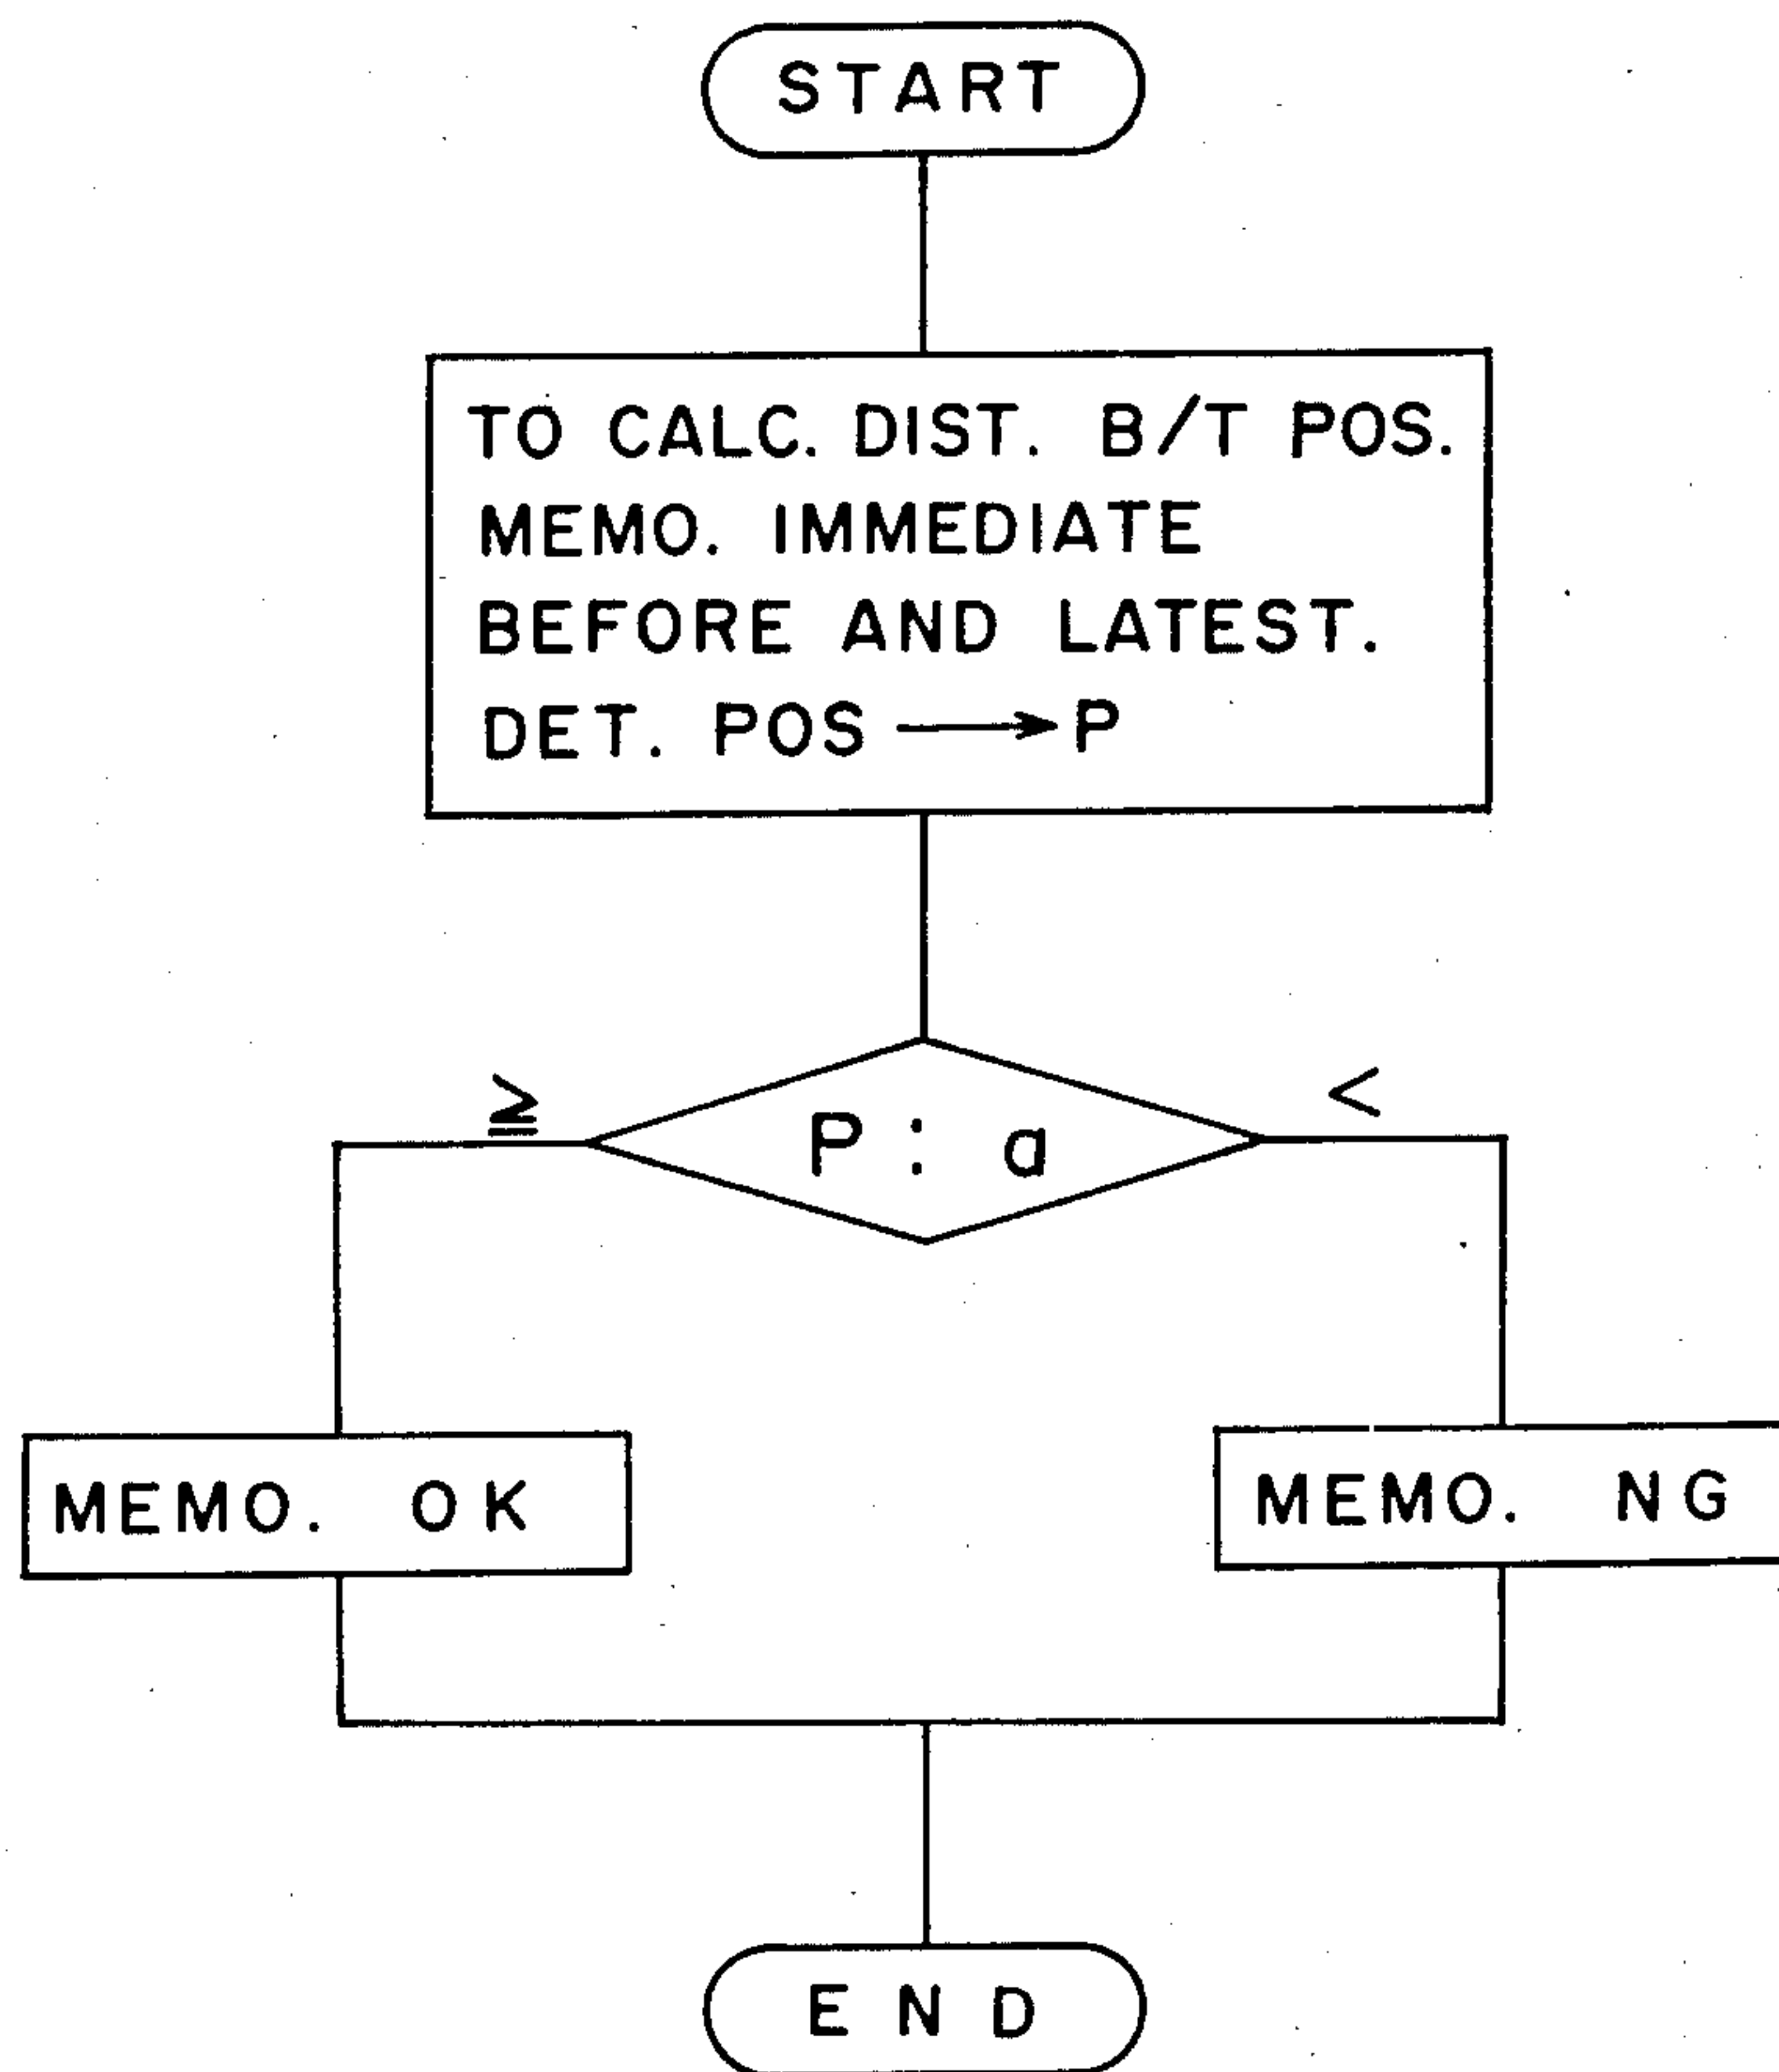 START
TO CALC. DIST. B/T POS.
MEMO. IMMEDIATE
BEFORE AND LATEST.
DET. POS ⟶ P
≧
<
P : a
MEMO. OK
MEMO. NG
END